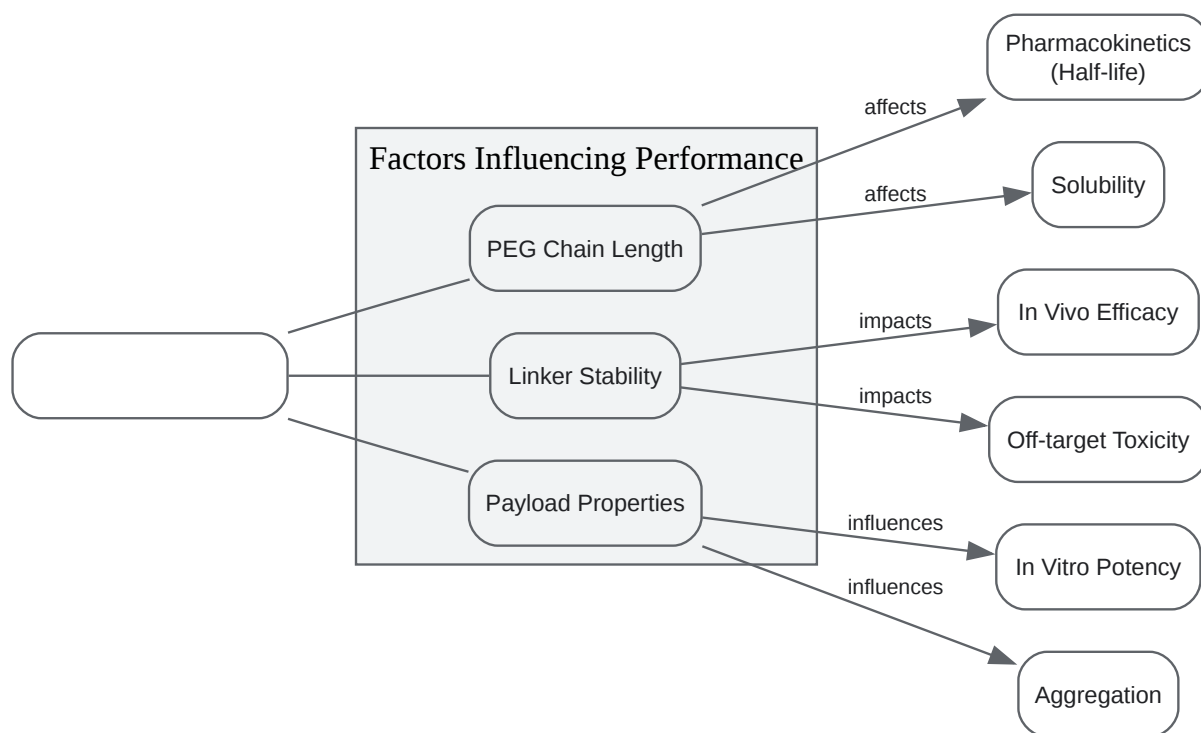 Pharmacokinetics
(Half-life)
affects
Factors Influencing Performance
affects
Solubility
PEG Chain Length
In Vivo Efficacy
impacts
Linker Stability
impacts
Off-target Toxicity
Payload Properties
influences
In Vitro Potency
influences
Aggregation